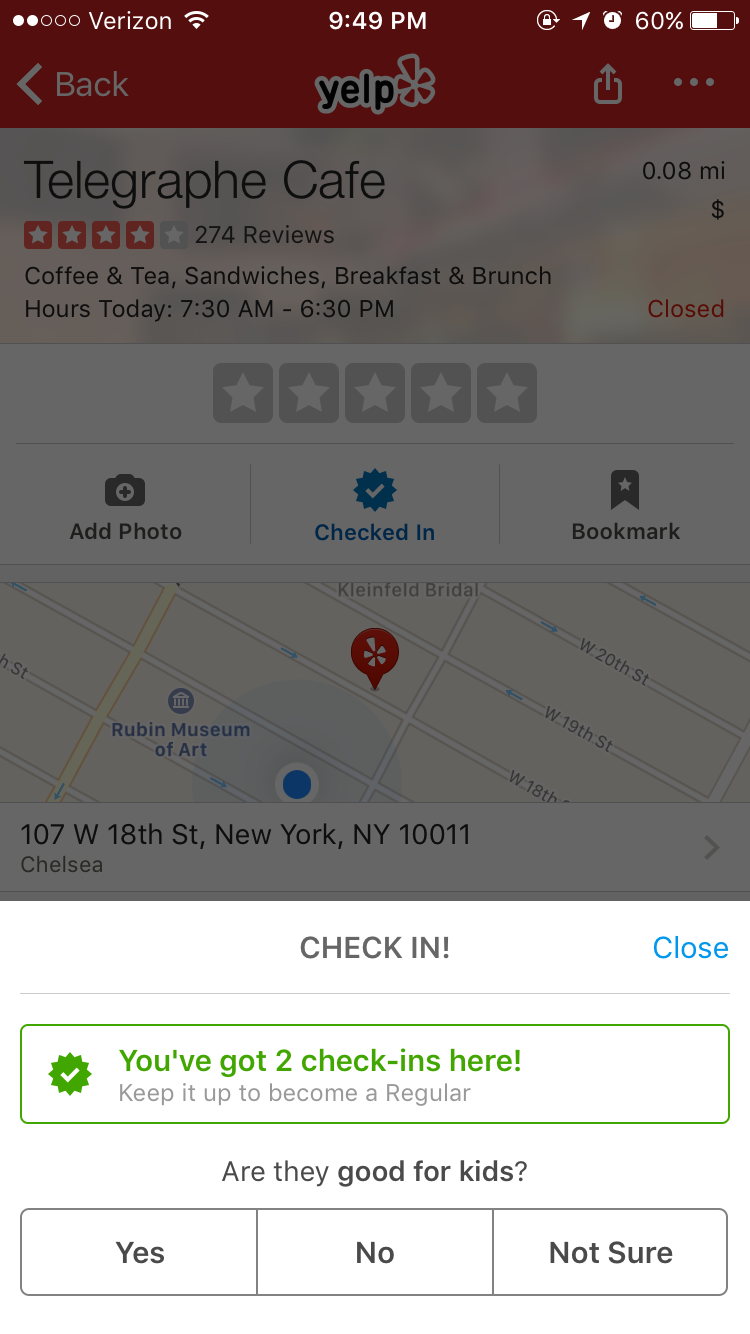 Verizon 9:49 PM 60%
Back yelp
Telegraphe Cafe 0.08 mi
$
274 Reviews
Coffee & Tea, Sandwiches, Breakfast & Brunch
Hours Today: 7:30 AM - 6:30 PM Closed
Add Photo Checked In Bookmark
Kleinfeld Bridal
W 20th St
h St
W 19th St
Rubin Museum
of Art
W 18th
107 W 18th St, New York, NY 10011
Chelsea
CHECK IN! Close
You've got 2 check-ins here!
Keep it up to become a Regular
Are they good for kids?
Yes No Not Sure